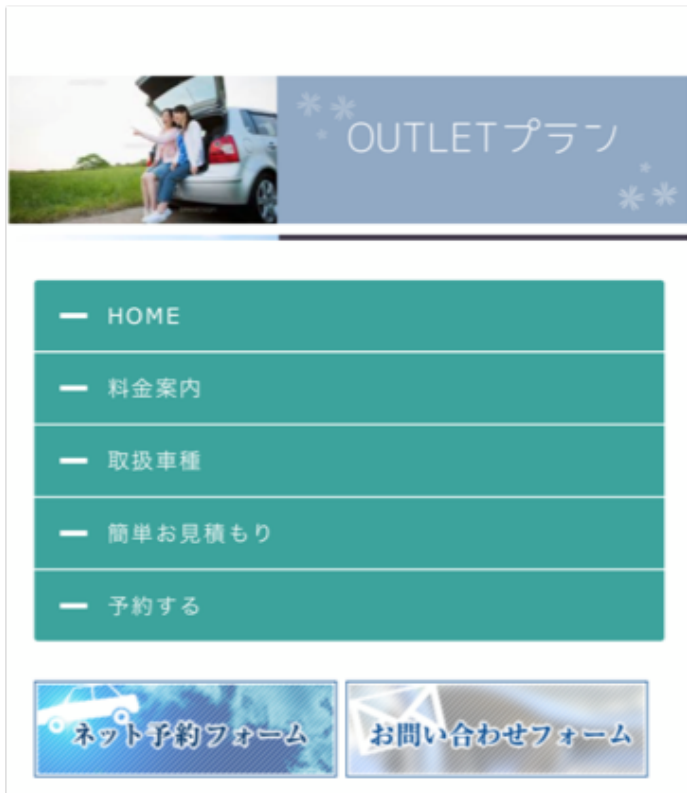 OUTLETプラン
HOME
料金案内
取扱車種
簡単お見積もり
予約する
ネット予約フォーム
お問い合わせフォーム